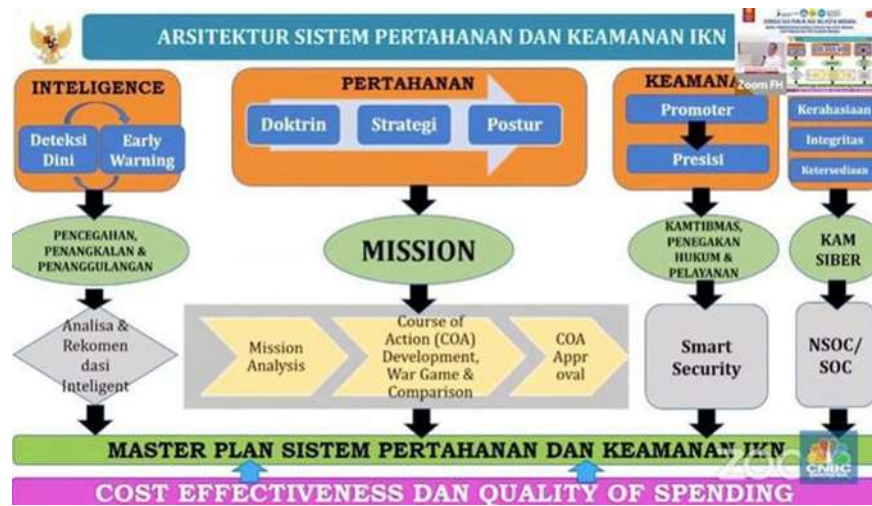 ARSITEKTUR SISTEM PERTAHANAN DAN KEAMANAN IKN
Zoom FH
INTELIGENCE
Deteksi
Dini
Early
Warning
PERTAHANAN
Doktrin
Strategi
Postur
KEAMANA
Promoter
Presisi
Kerahasiaan
Integritas
Ketersediaan
PENCEGAHAN,
PENANGKALAN &
PENANGGULANGAN
MISSION
KAMTIBMAS,
PENEGAKAN
HUKUM &
PELAYANAN
KAM
SIBER
Analisa &
Rekomen
dasi
Inteligent
Mission
Analysis
Course of
Action (COA)
Development,
War Game &
Comparison
COA
Appr
oval
Smart
Security
NSOC/
SOC
MASTER PLAN SISTEM PERTAHANAN DAN KEAMANAN IKN
CNBC
COST EFFECTIVENESS DAN QUALITY OF SPENDING